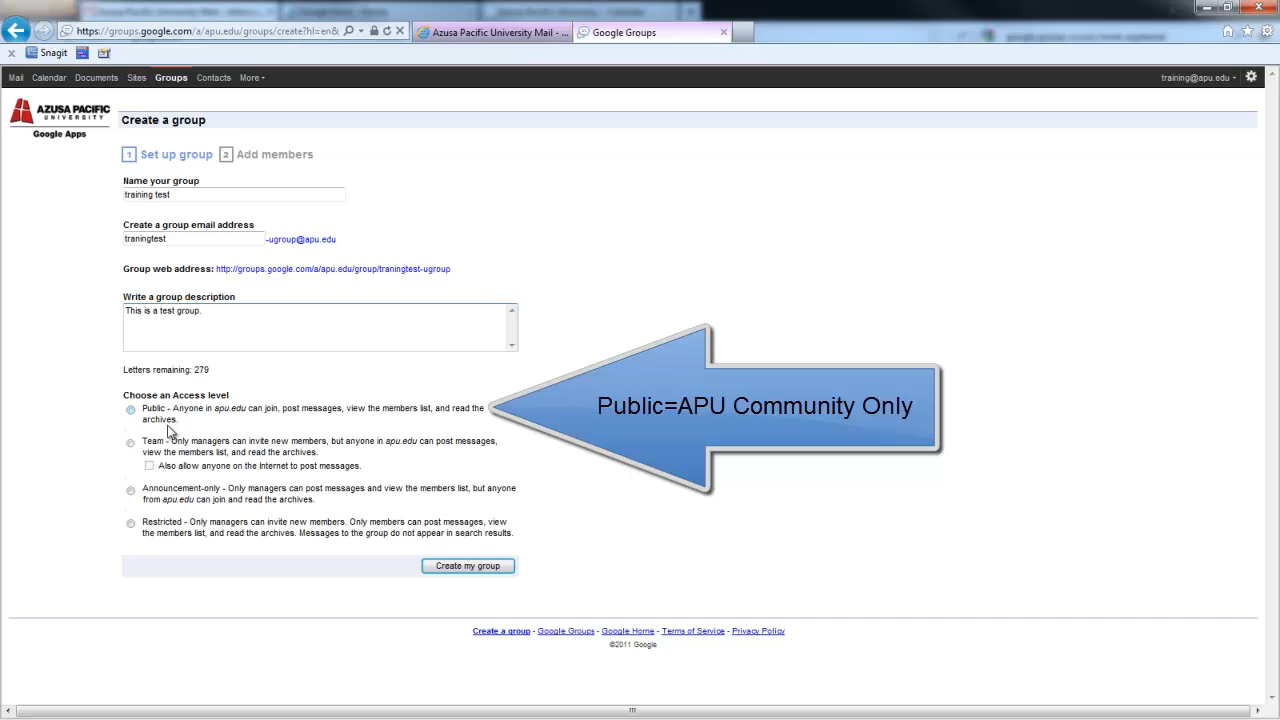 https://groups.google.com/a/apu.edu/groups/create?hl=en&
Azusa Pacific University Mail - ...
Google Groups
Snagit
Mail Calendar Documents Sites Groups Contacts More
training@apu.edu
AZUSA PACIFIC
UNIVERSITY
Google Apps
Create a group
1 Set up group 2 Add members
Name your group
training test
Create a group email address
traningtest -ugroup@apu.edu
Group web address: http://groups.google.com/a/apu.edu/group/traningtest-ugroup
Write a group description
This is a test group.
Letters remaining: 279
Choose an Access level
Public - Anyone in apu.edu can join, post messages, view the members list, and read the
archives.
Team - Only managers can invite new members, but anyone in apu.edu can post messages,
view the members list, and read the archives.
Also allow anyone on the Internet to post messages.
Announcement-only - Only managers can post messages and view the members list, but anyone
from apu.edu can join and read the archives.
Restricted - Only managers can invite new members. Only members can post messages, view
the members list, and read the archives. Messages to the group do not appear in search results.
Public=APU Community Only
Create my group
Create a group - Google Groups - Google Home - Terms of Service - Privacy Policy
©2011 Google